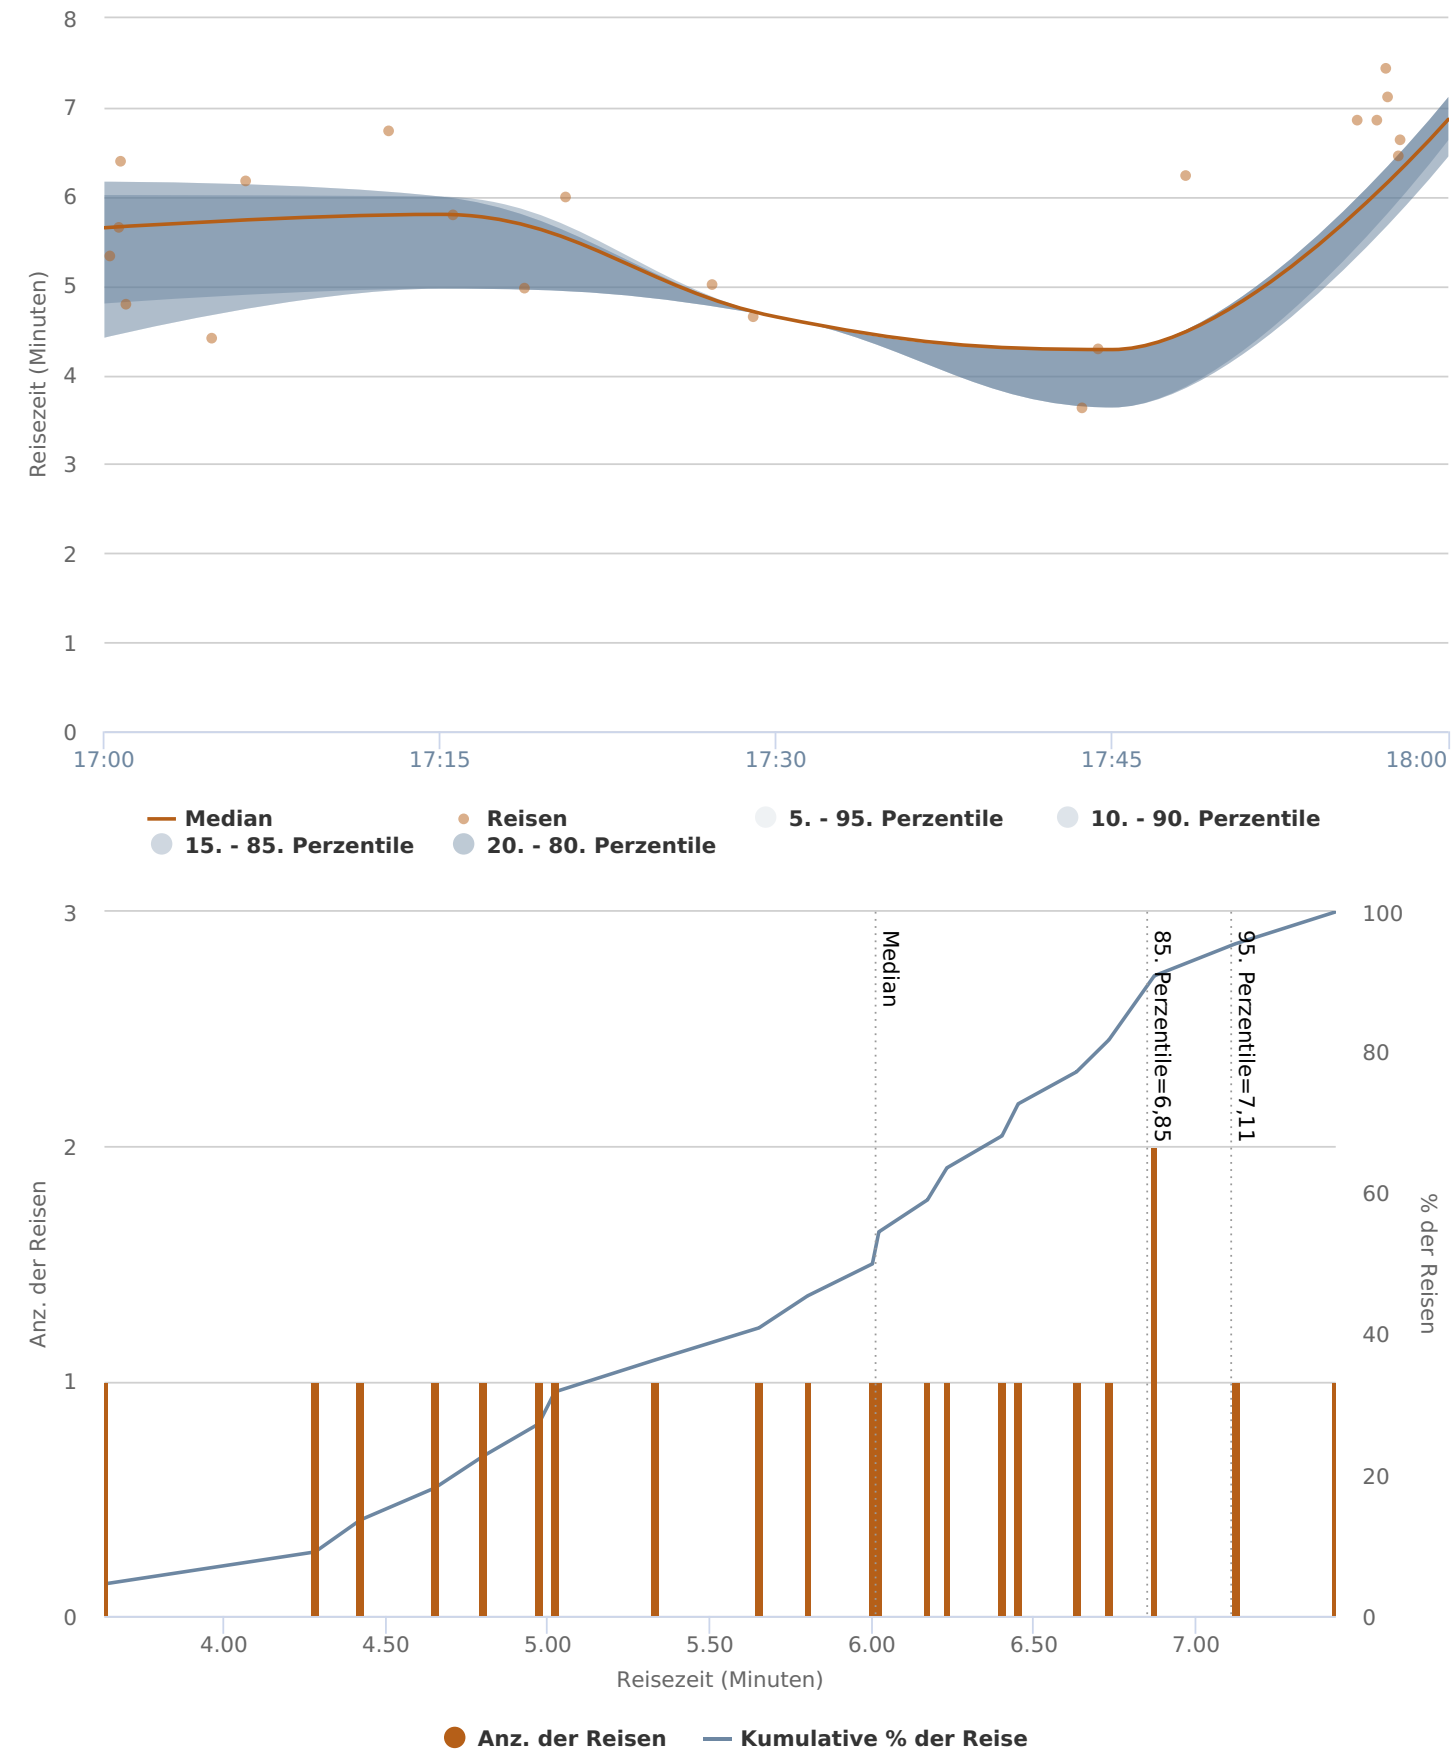 8
7
6
5
4
3
2
1
0
Reisezeit (Minuten)
17:00 17:15 17:30 17:45 18:00
Median Reisen 5. - 95. Perzentile 10. - 90. Perzentile
15. - 85. Perzentile 20. - 80. Perzentile
3
2
1
0
Anz. der Reisen
Median
85. Perzentile=6,85
95. Perzentile=7,11
100
80
60
40
20
0
% der Reisen
4.00 4.50 5.00 5.50 6.00 6.50 7.00
Reisezeit (Minuten)
Anz. der Reisen Kumulative % der Reise